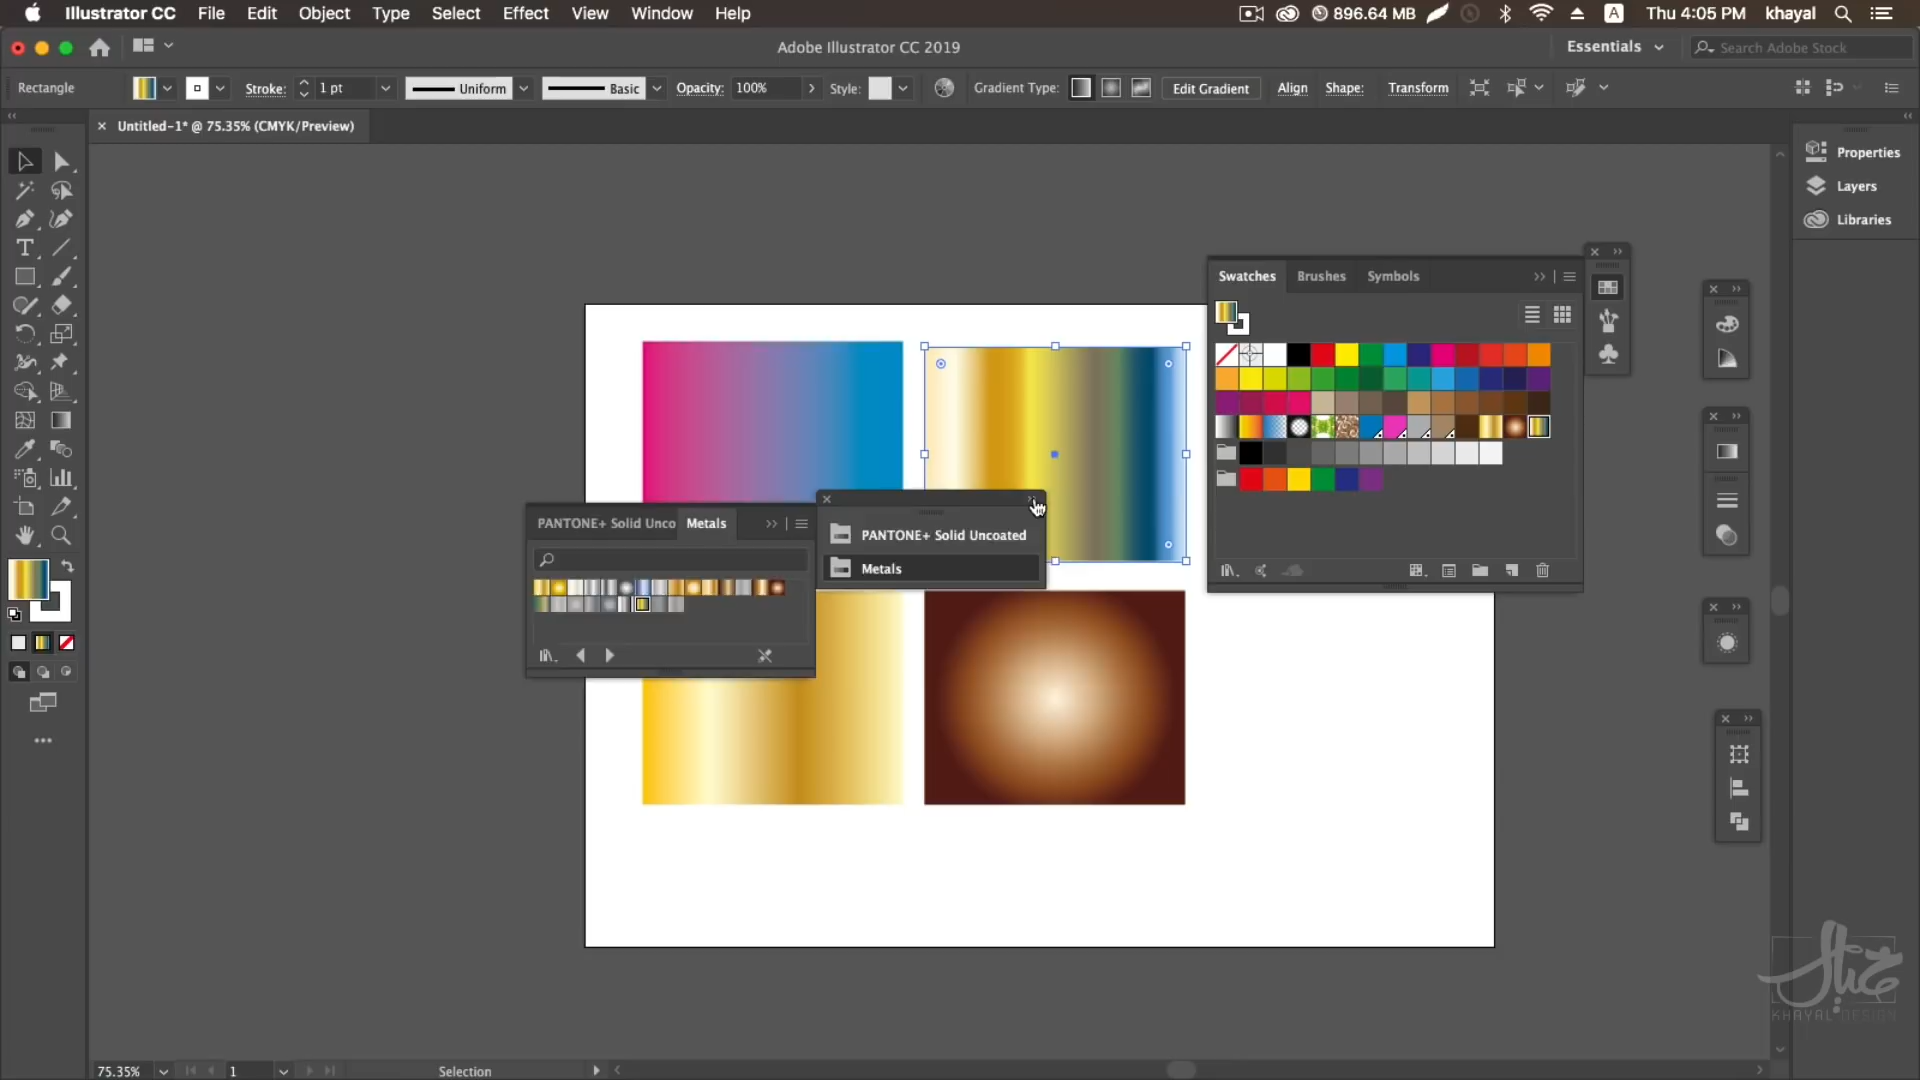 Illustrator CC File Edit Object Type Select Effect View Window Help 896.64 MB A Thu 4:05 PM khayal
Adobe Illustrator CC 2019 Essentials Search Adobe Stock
Rectangle Stroke: 1 pt Uniform Basic Opacity: 100% Style: Gradient Type: Edit Gradient Align Shape: Transform
Untitled-1* @ 75.35% (CMYK/Preview)
Properties
Layers
Libraries
Swatches Brushes Symbols
PANTONE+ Solid Unco Metals
PANTONE+ Solid Uncoated
Metals
خيال
KHAYAL DESIGN
75.35% 1 Selection